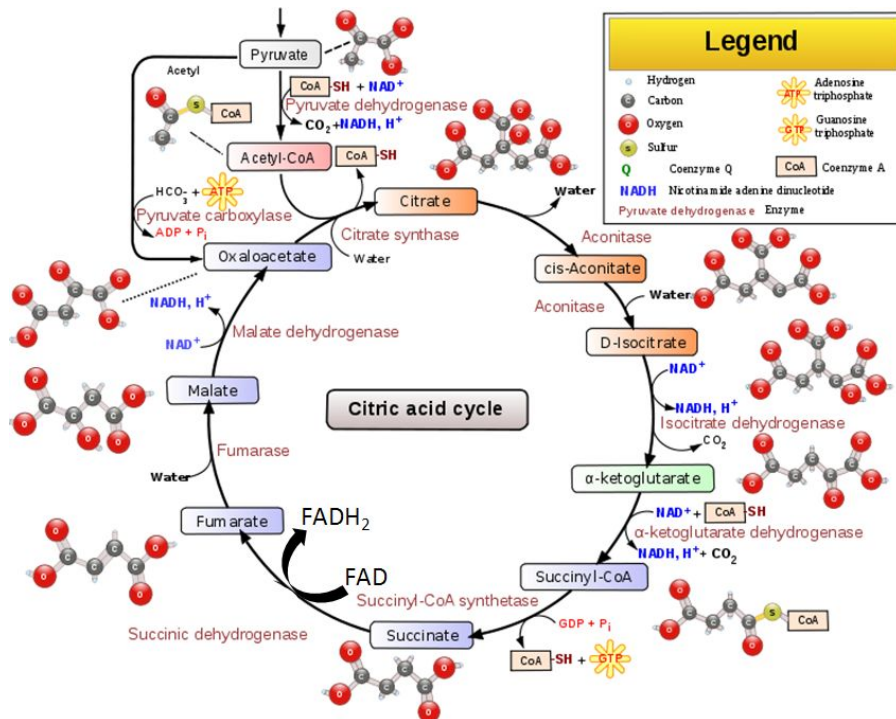 Pyruvate
Acetyl
CoA -SH + NAD+
Pyruvate dehydrogenase
CO2 +NADH, H+
S CoA
Acetyl-CoA
CoA -SH
HCO3- + ATP
Pyruvate carboxylase
ADP + Pi
Citrate
Citrate synthase
Water
Oxaloacetate
Water
Aconitase
cis-Aconitate
Aconitase
Water
D-Isocitrate
NAD+
NADH, H+
Isocitrate dehydrogenase
CO2
α-ketoglutarate
NAD+ + CoA -SH
α-ketoglutarate dehydrogenase
NADH, H+ + CO2
Succinyl-CoA
S CoA
Succinyl-CoA synthetase
GDP + Pi
CoA -SH + GTP
Succinate
Succinic dehydrogenase
FAD
FADH2
Fumarate
Water
Fumarase
Malate
NAD+
Malate dehydrogenase
NADH, H+
Citric acid cycle
Legend
Hydrogen
C Carbon
O Oxygen
S Sulfur
Q Coenzyme Q
NADH Nicotinamide adenine dinucleotide
Pyruvate dehydrogenase Enzyme
ATP Adenosine
triphosphate
GTP Guanosine
triphosphate
CoA Coenzyme A